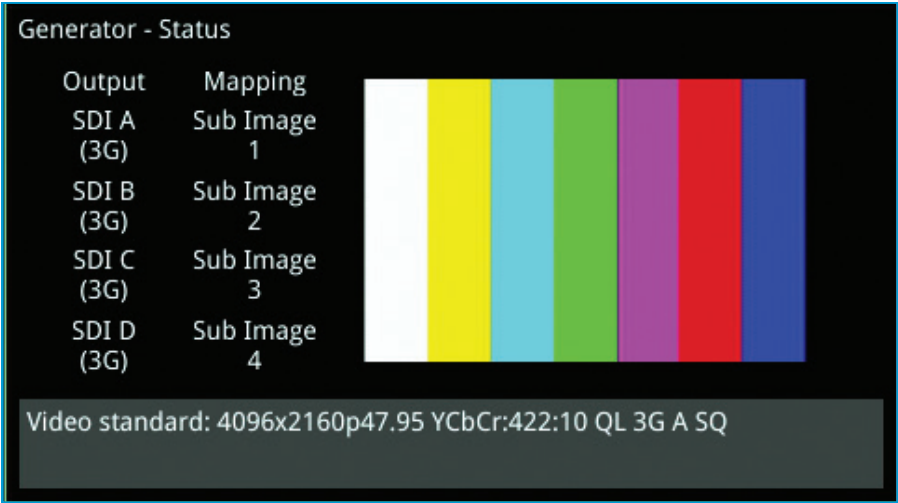 Generator - Status
Output Mapping
SDI A Sub Image
(3G) 1
SDI B Sub Image
(3G) 2
SDI C Sub Image
(3G) 3
SDI D Sub Image
(3G) 4
Video standard: 4096x2160p47.95 YCbCr:422:10 QL 3G A SQ